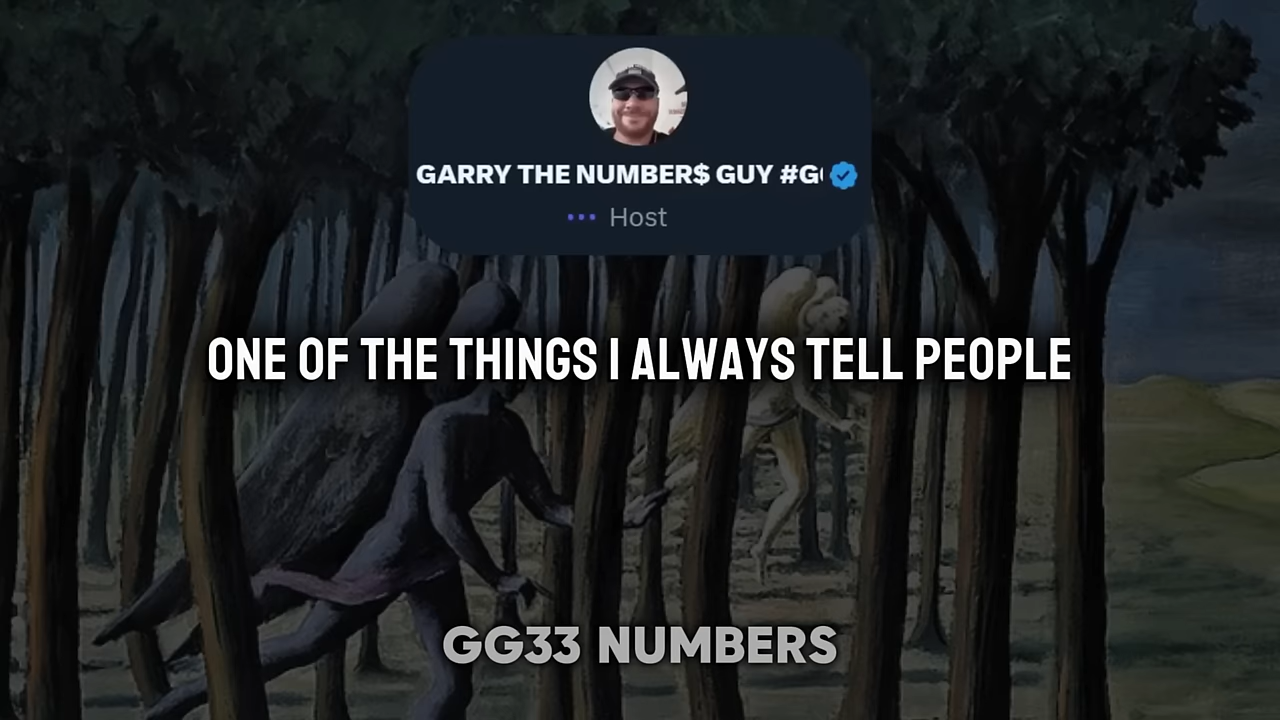 GARRY THE NUMBER$ GUY #G
Host
ONE OF THE THINGS I ALWAYS TELL PEOPLE
GG33 NUMBERS